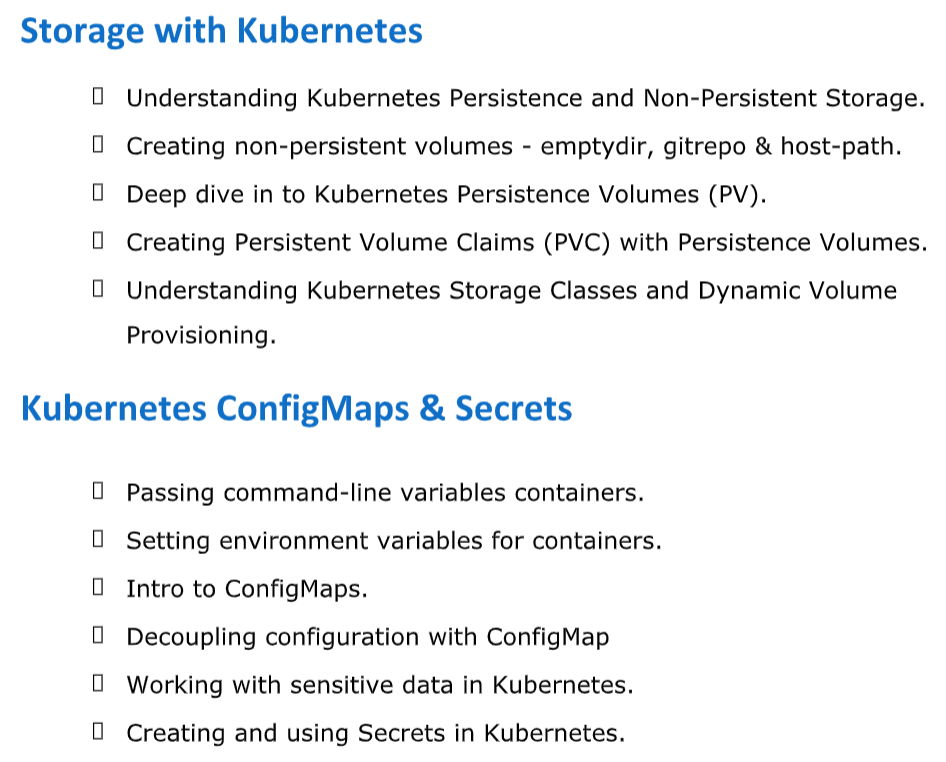 Storage with Kubernetes
Understanding Kubernetes Persistence and Non-Persistent Storage.
Creating non-persistent volumes - emptydir, gitrepo & host-path.
Deep dive in to Kubernetes Persistence Volumes (PV).
Creating Persistent Volume Claims (PVC) with Persistence Volumes.
Understanding Kubernetes Storage Classes and Dynamic Volume
Provisioning.
Kubernetes ConfigMaps & Secrets
Passing command-line variables containers.
Setting environment variables for containers.
Intro to ConfigMaps.
Decoupling configuration with ConfigMap
Working with sensitive data in Kubernetes.
Creating and using Secrets in Kubernetes.